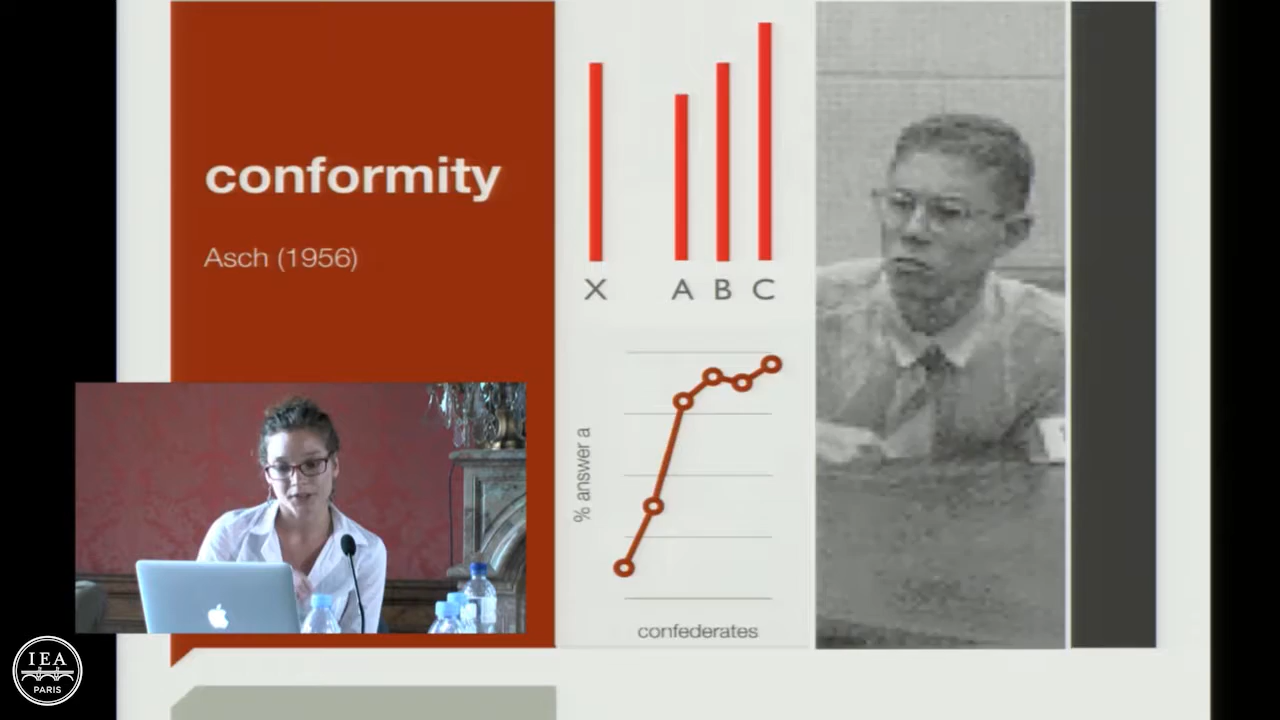 conformity
Asch (1956)
X A B C
% answer a
confederates
IEA
PARIS